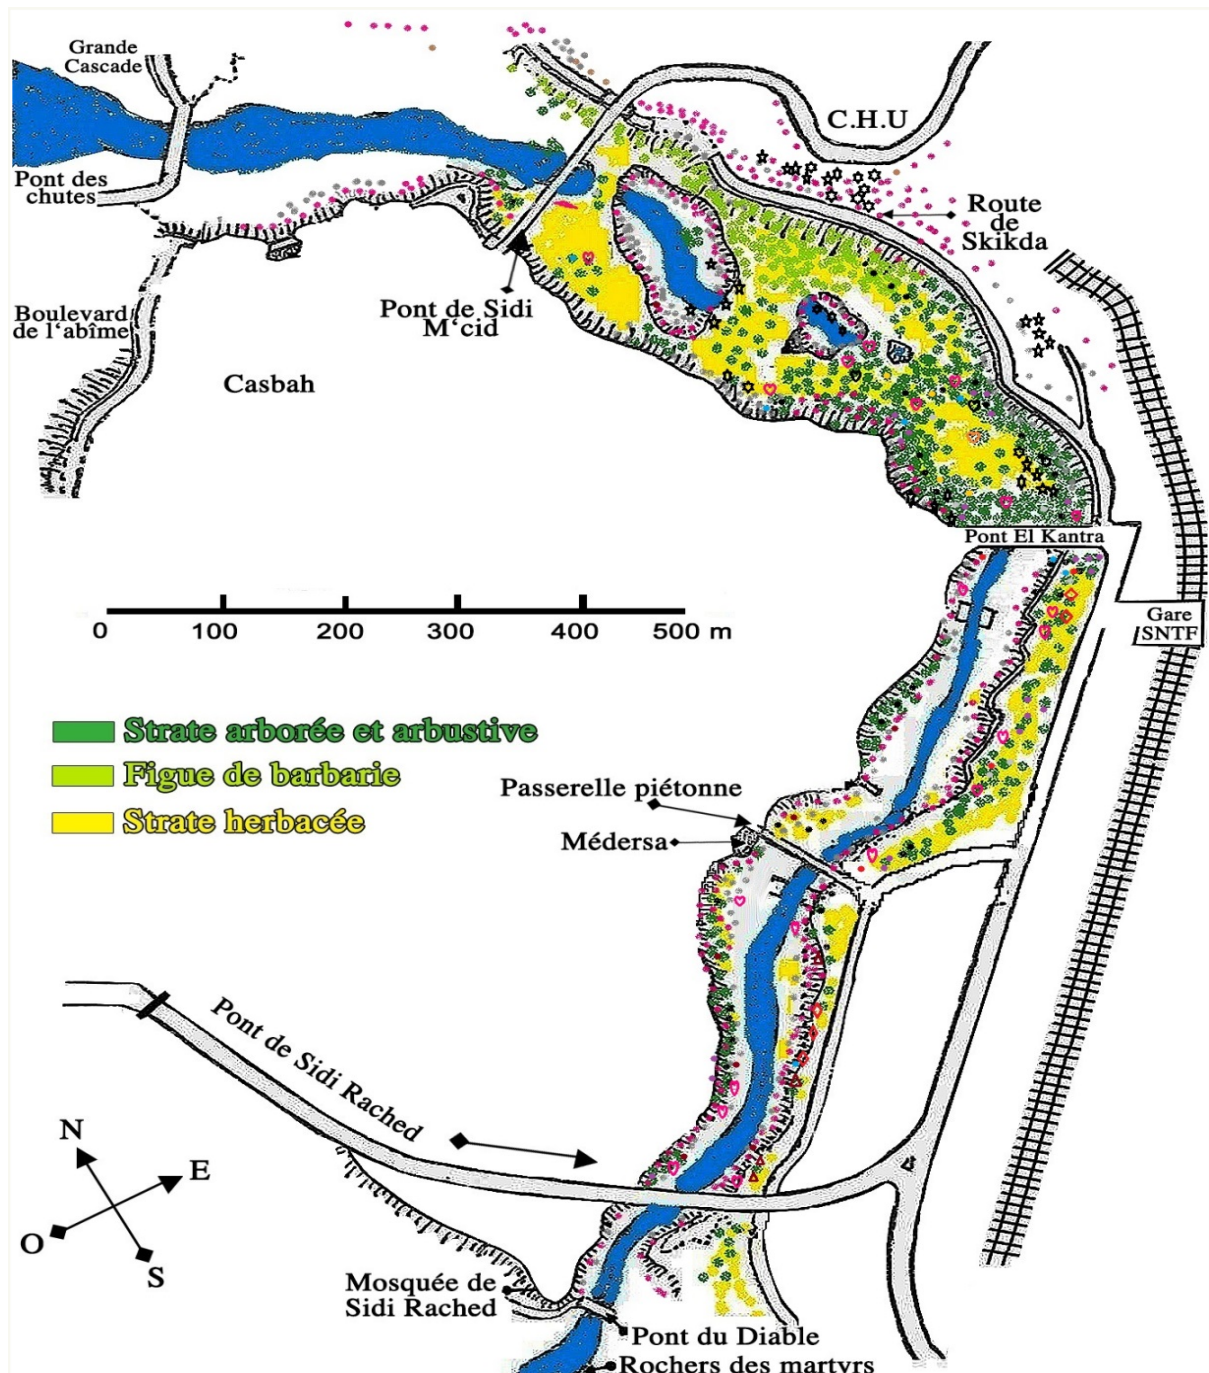 Grande
Cascade
C.H.U
Pont des
chutes
Route
de
Skikda
Boulevard
de l'abîme
Pont de Sidi
M'cid
Casbah
Pont El Kantra
0 100 200 300 400 500 m
Gare
SNTF
Strate arborée et arbustive
Figue de barbarie
Strate herbacée
Passerelle piétonne
Médersa
Pont de Sidi Rached
N
E
O
S
Mosquée de
Sidi Rached
Pont du Diable
Rochers des martyrs